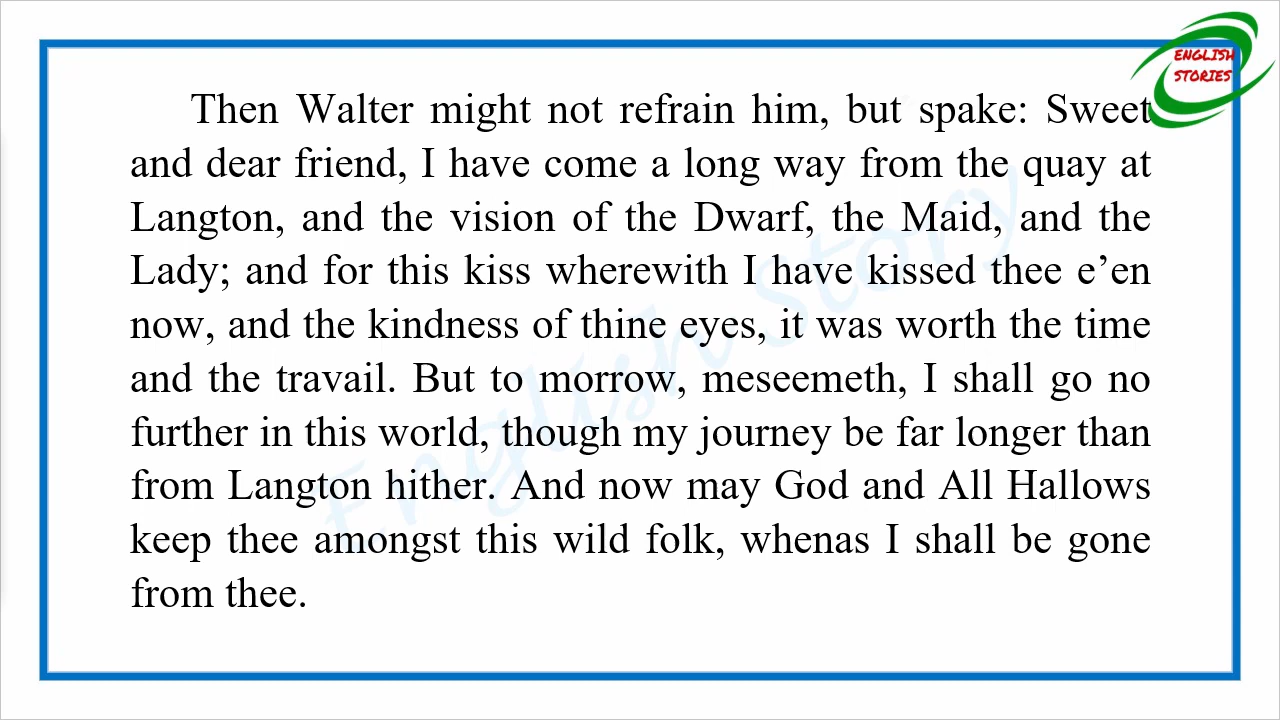 ENGLISH
STORIES
Then Walter might not refrain him, but spake: Sweet
and dear friend, I have come a long way from the quay at
Langton, and the vision of the Dwarf, the Maid, and the
Lady; and for this kiss wherewith I have kissed thee e’en
now, and the kindness of thine eyes, it was worth the time
and the travail. But to morrow, meseemeth, I shall go no
further in this world, though my journey be far longer than
from Langton hither. And now may God and All Hallows
keep thee amongst this wild folk, whenas I shall be gone
from thee.
English Story